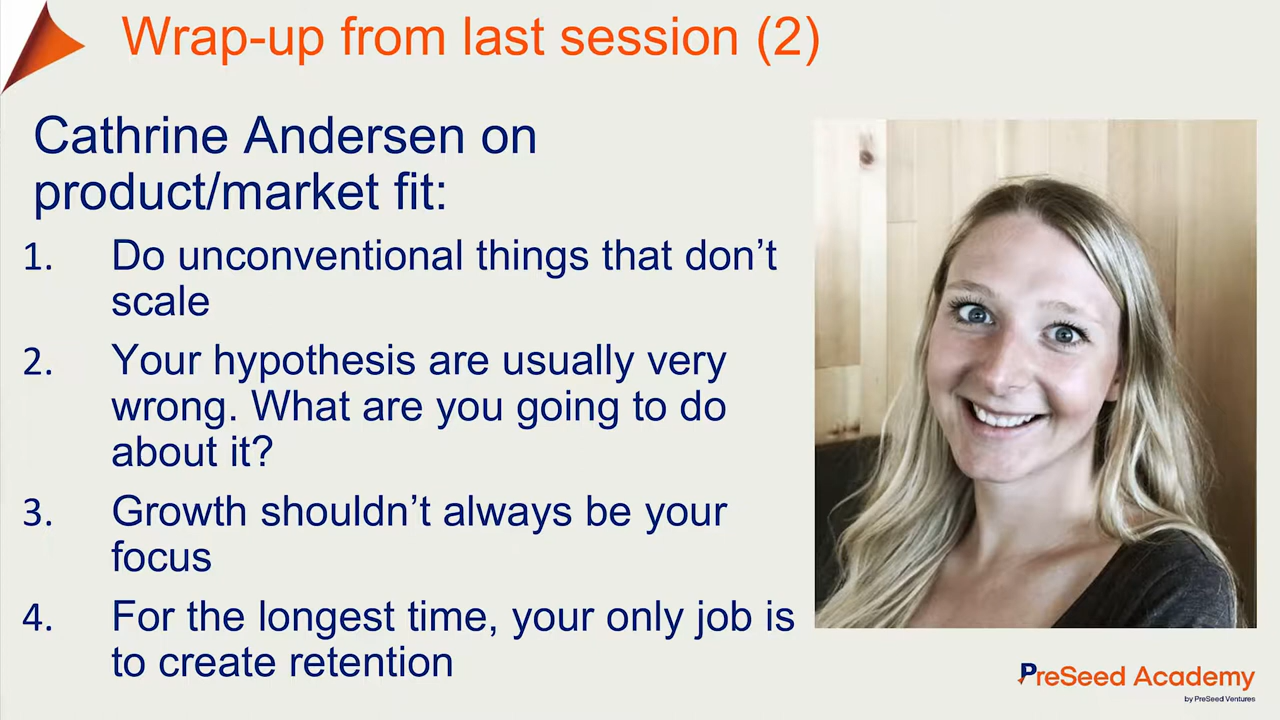 Wrap-up from last session (2)
Cathrine Andersen on
product/market fit:
1. Do unconventional things that don’t
scale
2. Your hypothesis are usually very
wrong. What are you going to do
about it?
3. Growth shouldn’t always be your
focus
4. For the longest time, your only job is
to create retention
PreSeed Academy
by PreSeed Ventures